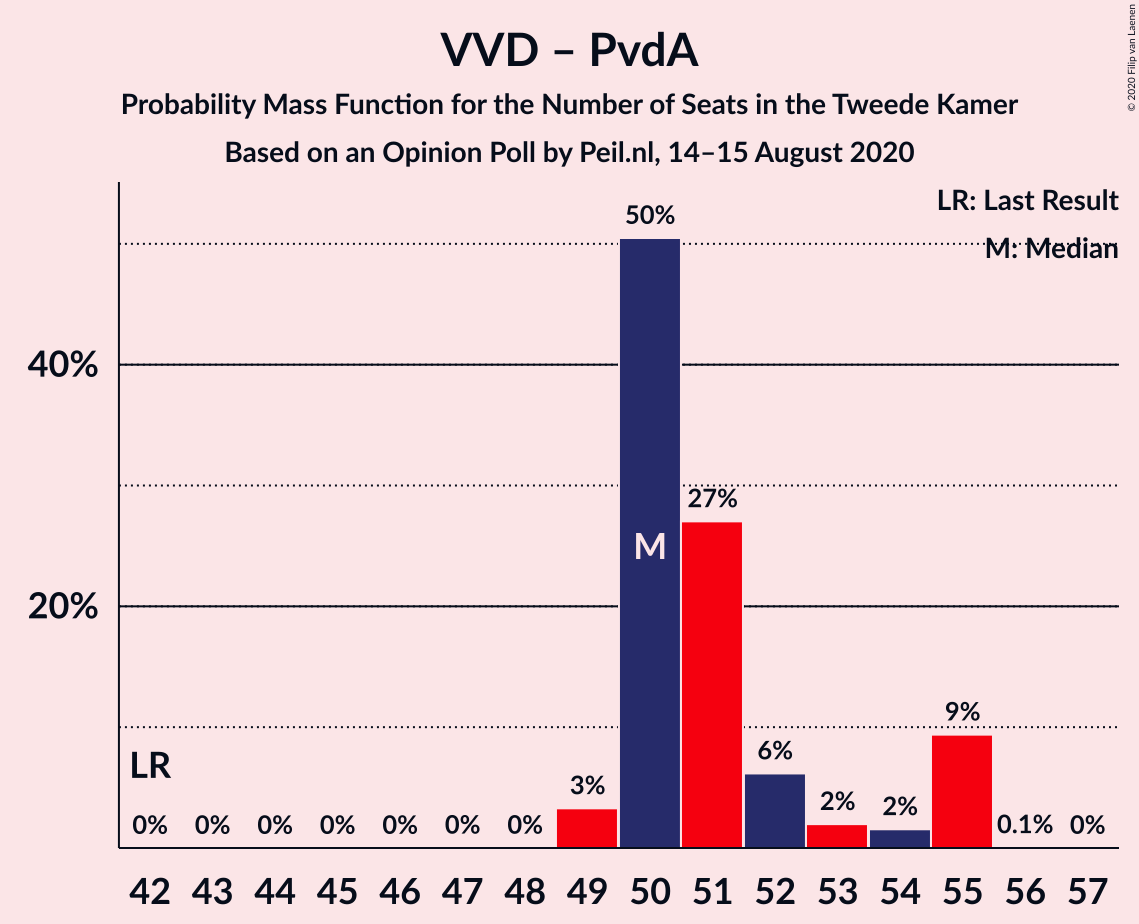 VVD – PvdA
Probability Mass Function for the Number of Seats in the Tweede Kamer
Based on an Opinion Poll by Peil.nl, 14–15 August 2020
© 2020 Filip van Laenen
LR: Last Result
M: Median
50%
40%
27%
M
20%
9%
LR
6%
3%
2%
2%
0% 0% 0% 0% 0% 0% 0% 0.1% 0%
42 43 44 45 46 47 48 49 50 51 52 53 54 55 56 57